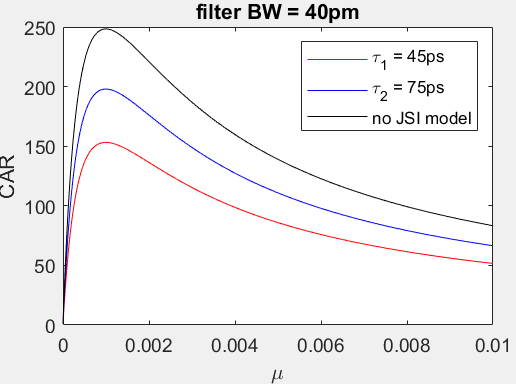 filter BW = 40pm
250
200
150
100
50
0
CAR
τ₁ = 45ps
τ₂ = 75ps
no JSI model
0 0.002 0.004 0.006 0.008 0.01
μ